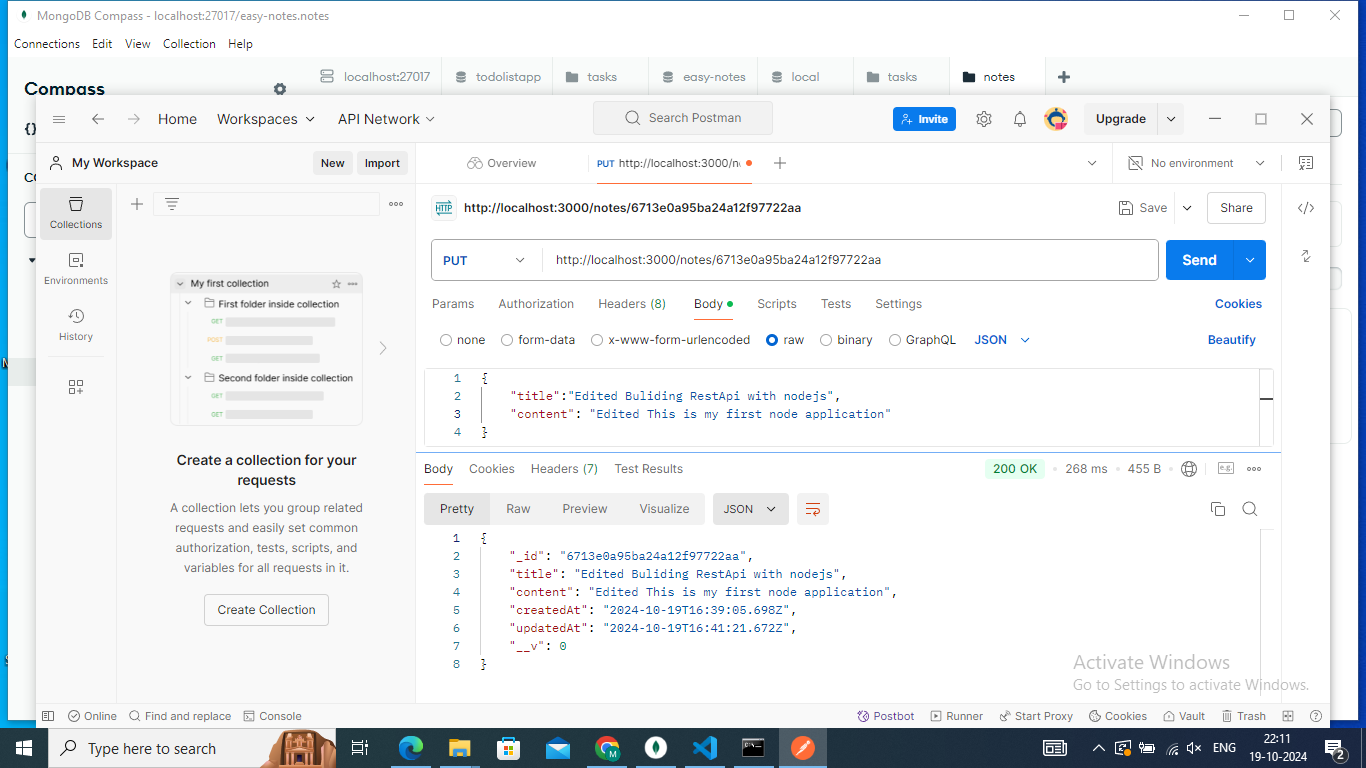 MongoDB Compass - localhost:27017/easy-notes.notes
Connections Edit View Collection Help
Compass
localhost:27017 todolistapp tasks easy-notes local tasks notes
{}
Home Workspaces API Network Search Postman Invite Upgrade
My Workspace New Import Overview PUT http://localhost:3000/n No environment
Collections
Environments
History
My first collection
First folder inside collection
GET
POST
GET
Second folder inside collection
GET
GET
Create a collection for your
requests
A collection lets you group related
requests and easily set common
authorization, tests, scripts, and
variables for all requests in it.
Create Collection
HTTP http://localhost:3000/notes/6713e0a95ba24a12f97722aa Save Share
PUT http://localhost:3000/notes/6713e0a95ba24a12f97722aa Send
Params Authorization Headers (8) Body Scripts Tests Settings Cookies
none form-data x-www-form-urlencoded raw binary GraphQL JSON Beautify
1 {
2 "title":"Edited Buliding RestApi with nodejs",
3 "content": "Edited This is my first node application"
4 }
Body Cookies Headers (7) Test Results 200 OK 268 ms 455 B e.g.
Pretty Raw Preview Visualize JSON
1 {
2 "_id": "6713e0a95ba24a12f97722aa",
3 "title": "Edited Buliding RestApi with nodejs",
4 "content": "Edited This is my first node application",
5 "createdAt": "2024-10-19T16:39:05.698Z",
6 "updatedAt": "2024-10-19T16:41:21.672Z",
7 "__v": 0
8 }
Activate Windows
Go to Settings to activate Windows.
Online Find and replace Console Postbot Runner Start Proxy Cookies Vault Trash
Type here to search ENG 22:11
19-10-2024 2